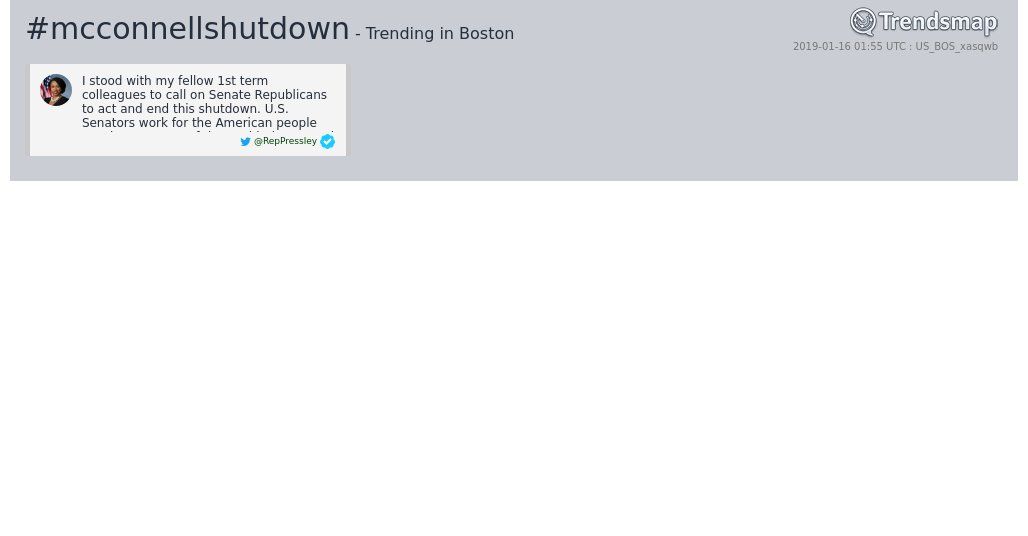 #mcconnellshutdown - Trending in Boston
Trendsmap
2019-01-16 01:55 UTC : US_BOS_xasqwb
I stood with my fellow 1st term
colleagues to call on Senate Republicans
to act and end this shutdown. U.S.
Senators work for the American people
@RepPressley